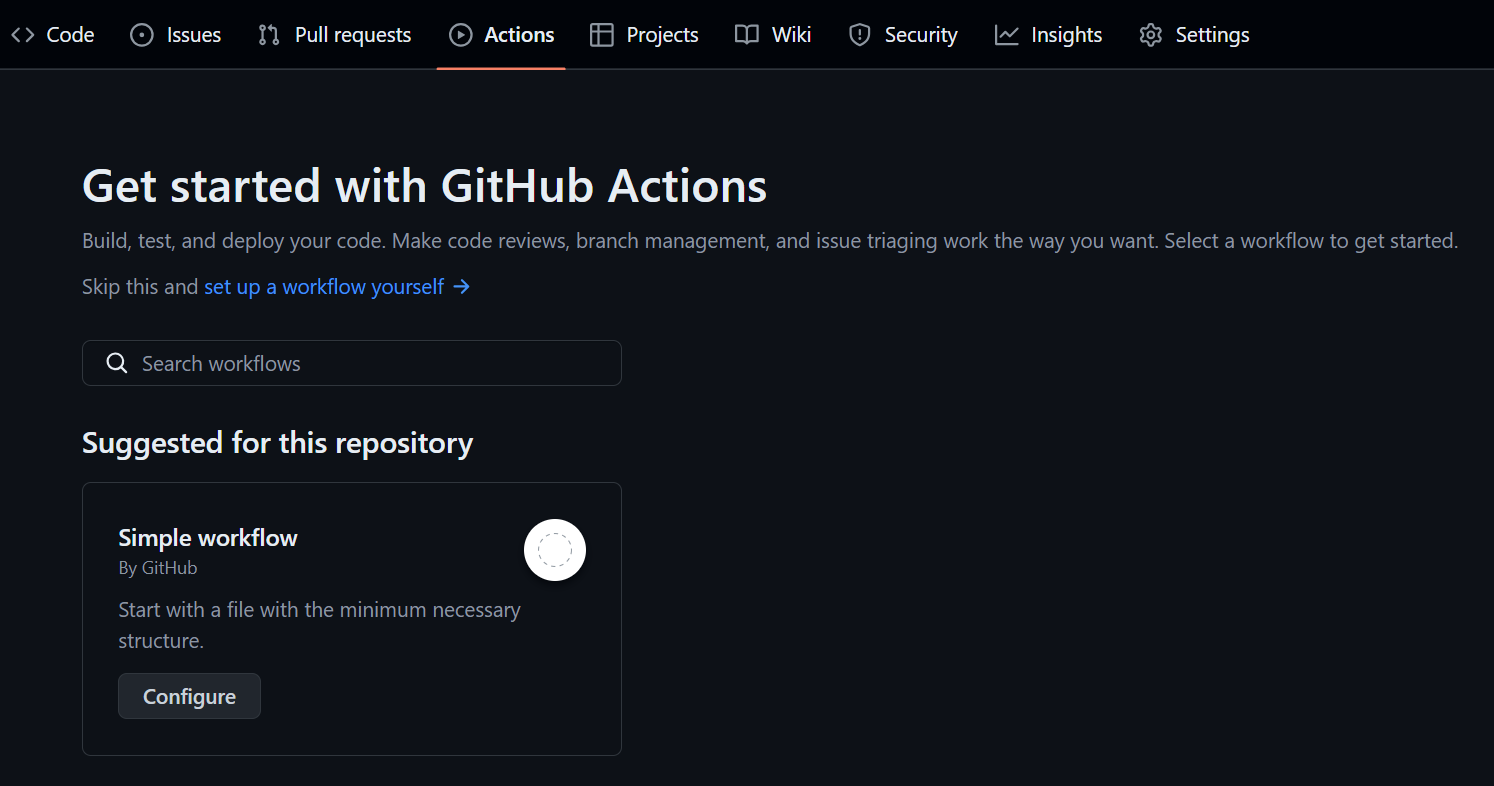 Code Issues Pull requests Actions Projects Wiki Security Insights Settings
Get started with GitHub Actions
Build, test, and deploy your code. Make code reviews, branch management, and issue triaging work the way you want. Select a workflow to get started.
Skip this and set up a workflow yourself →
Search workflows
Suggested for this repository
Simple workflow
By GitHub
Start with a file with the minimum necessary
structure.
Configure